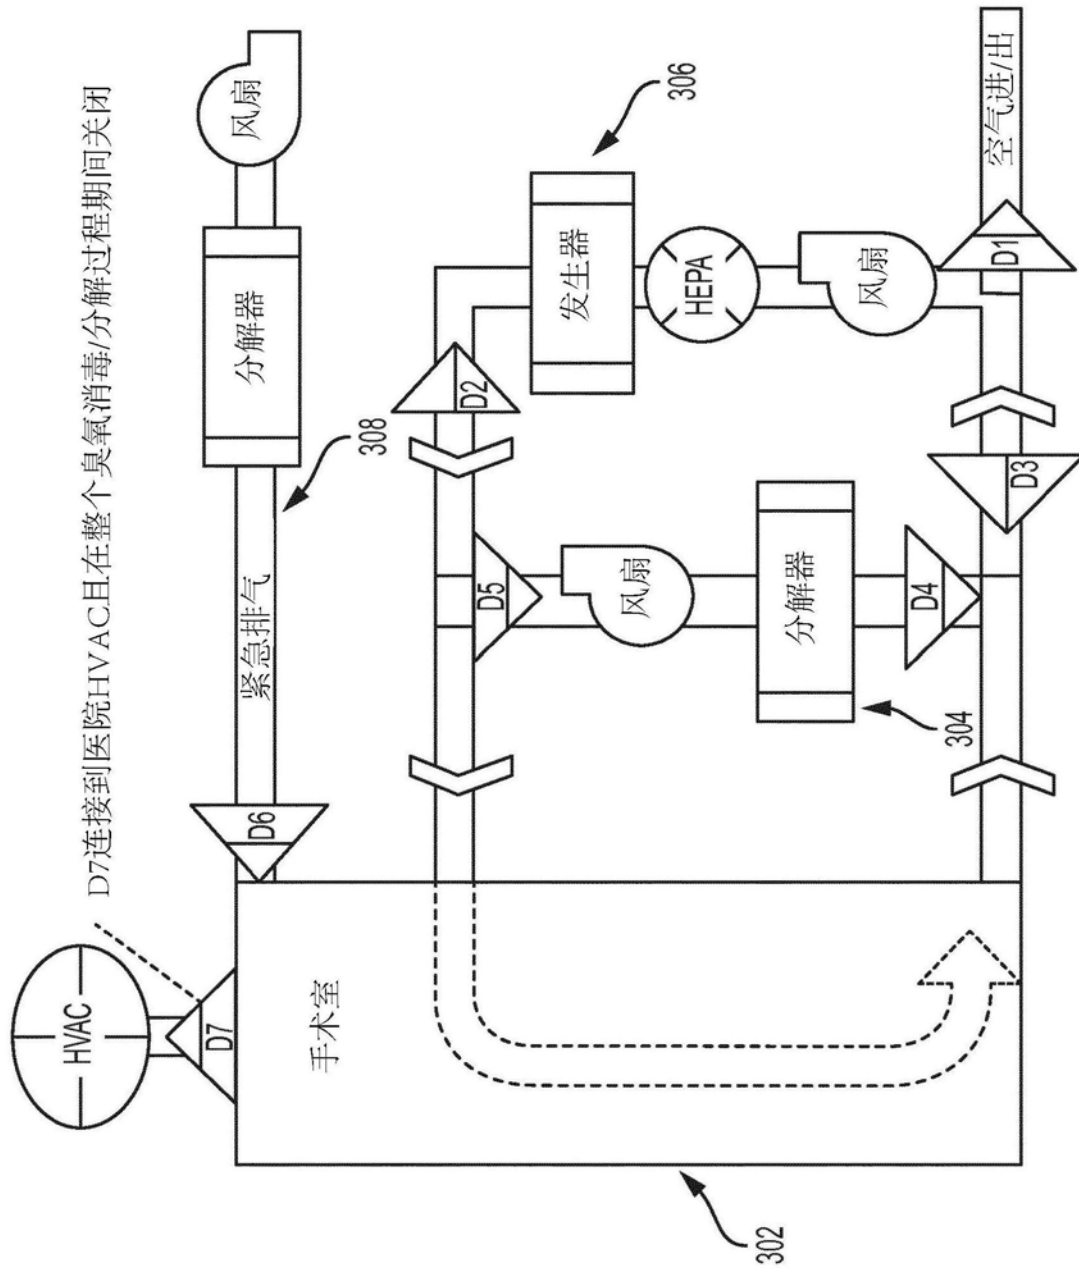 D7连接到医院HVAC且在整个臭氧消毒/分解过程期间关闭
HVAC
D7
D6
紧急排气
308
分解器
风扇
手术室
D2
306
发生器
HEPA
风扇
D5
风扇
分解器
304
D4
D3
D1
空气进/出
302